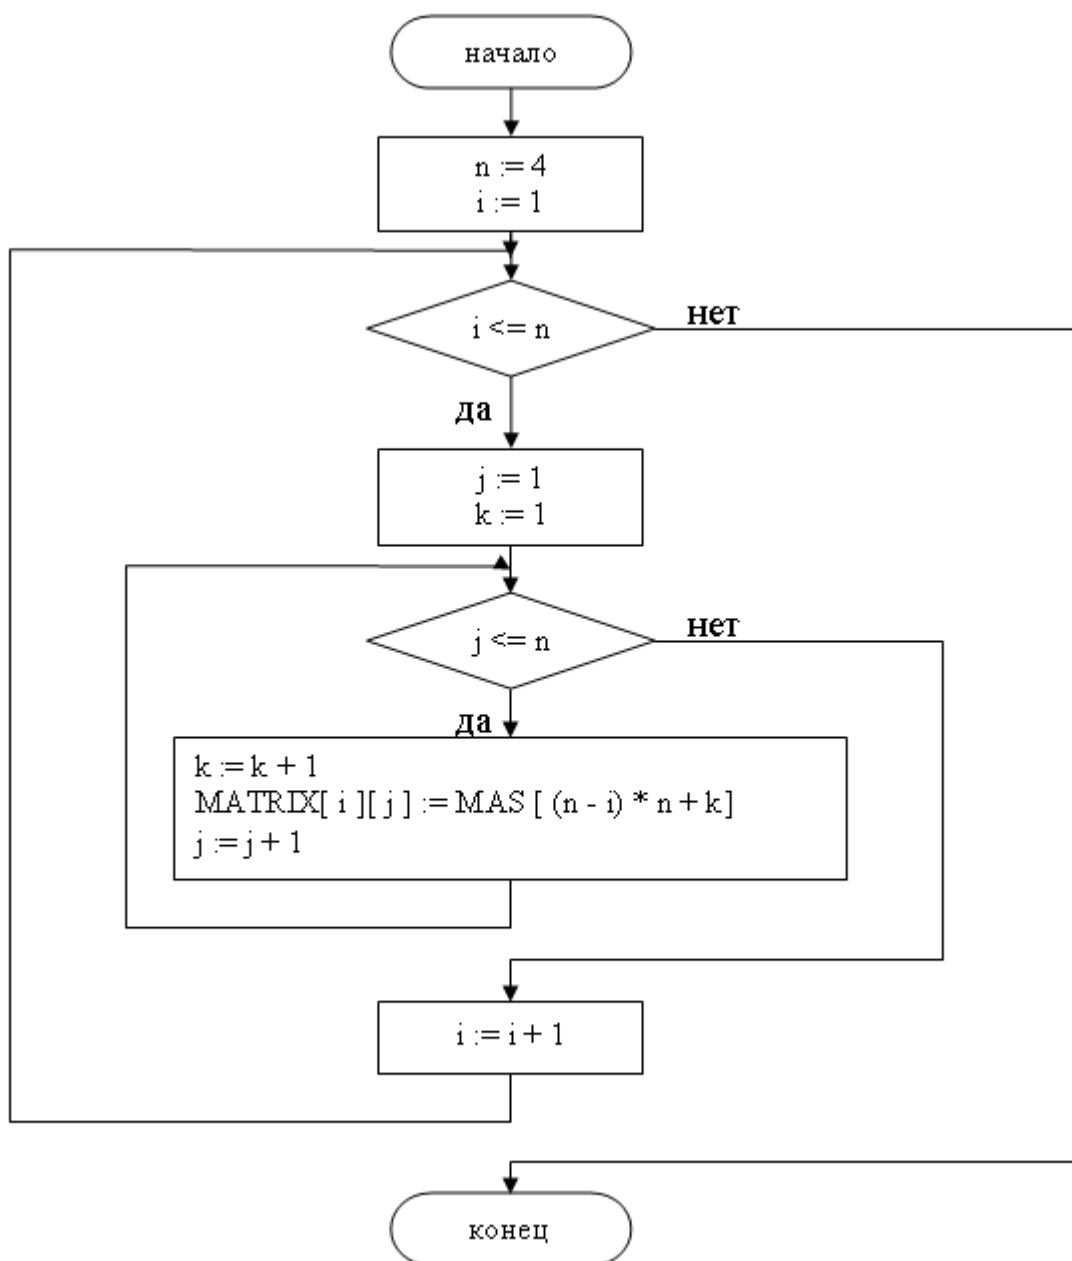 начало
n := 4
i := 1
i <= n
нет
да
j := 1
k := 1
j <= n
нет
да
k := k + 1
MATRIX[ i ][ j ] := MAS [ (n - i) * n + k]
j := j + 1
i := i + 1
конец